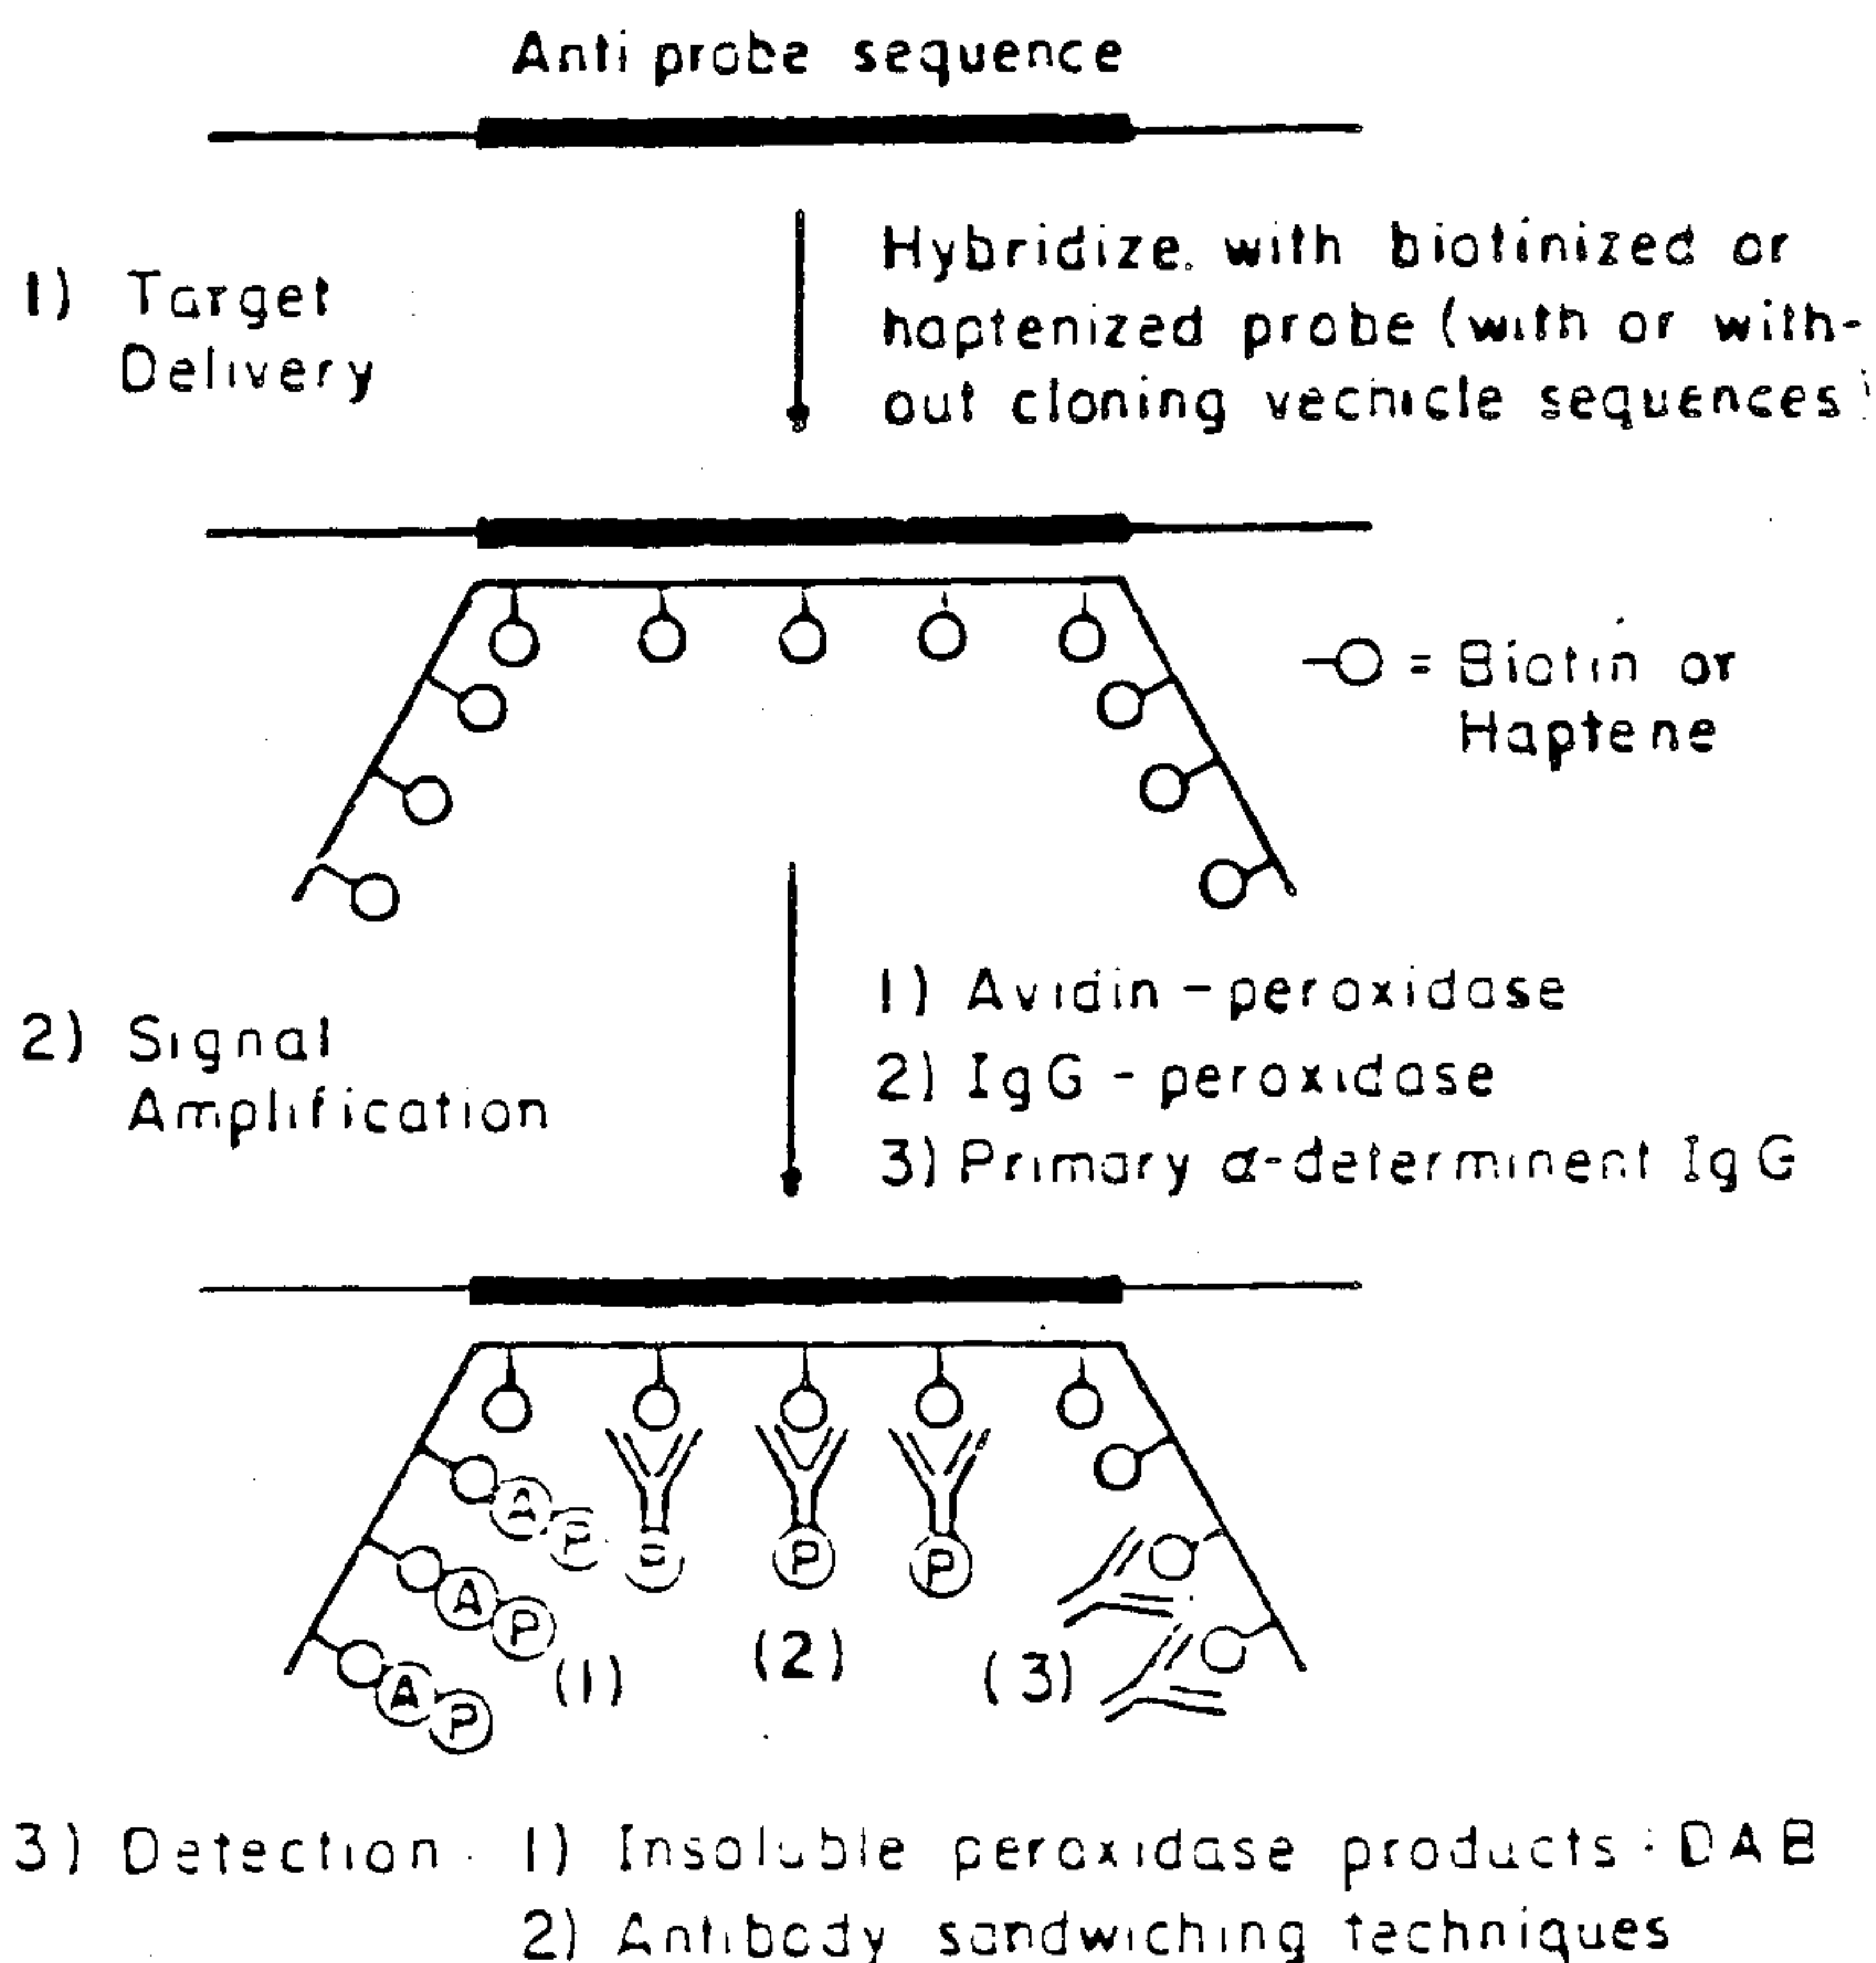 Anti probe sequence
1) Target
Delivery
Hybridize with biotinized or
haptenized probe (with or with-
out cloning vechicle sequences)
= Biotin or
Haptene
2) Signal
Amplification
1) Avidin - peroxidase
2) IgG - peroxidase
3) Primary α-determinent IgG
A P
P P P
A P
A P
(1) (2) (3)
3) Detection 1) Insoluble peroxidase products : DAB
2) Antibody sandwiching techniques